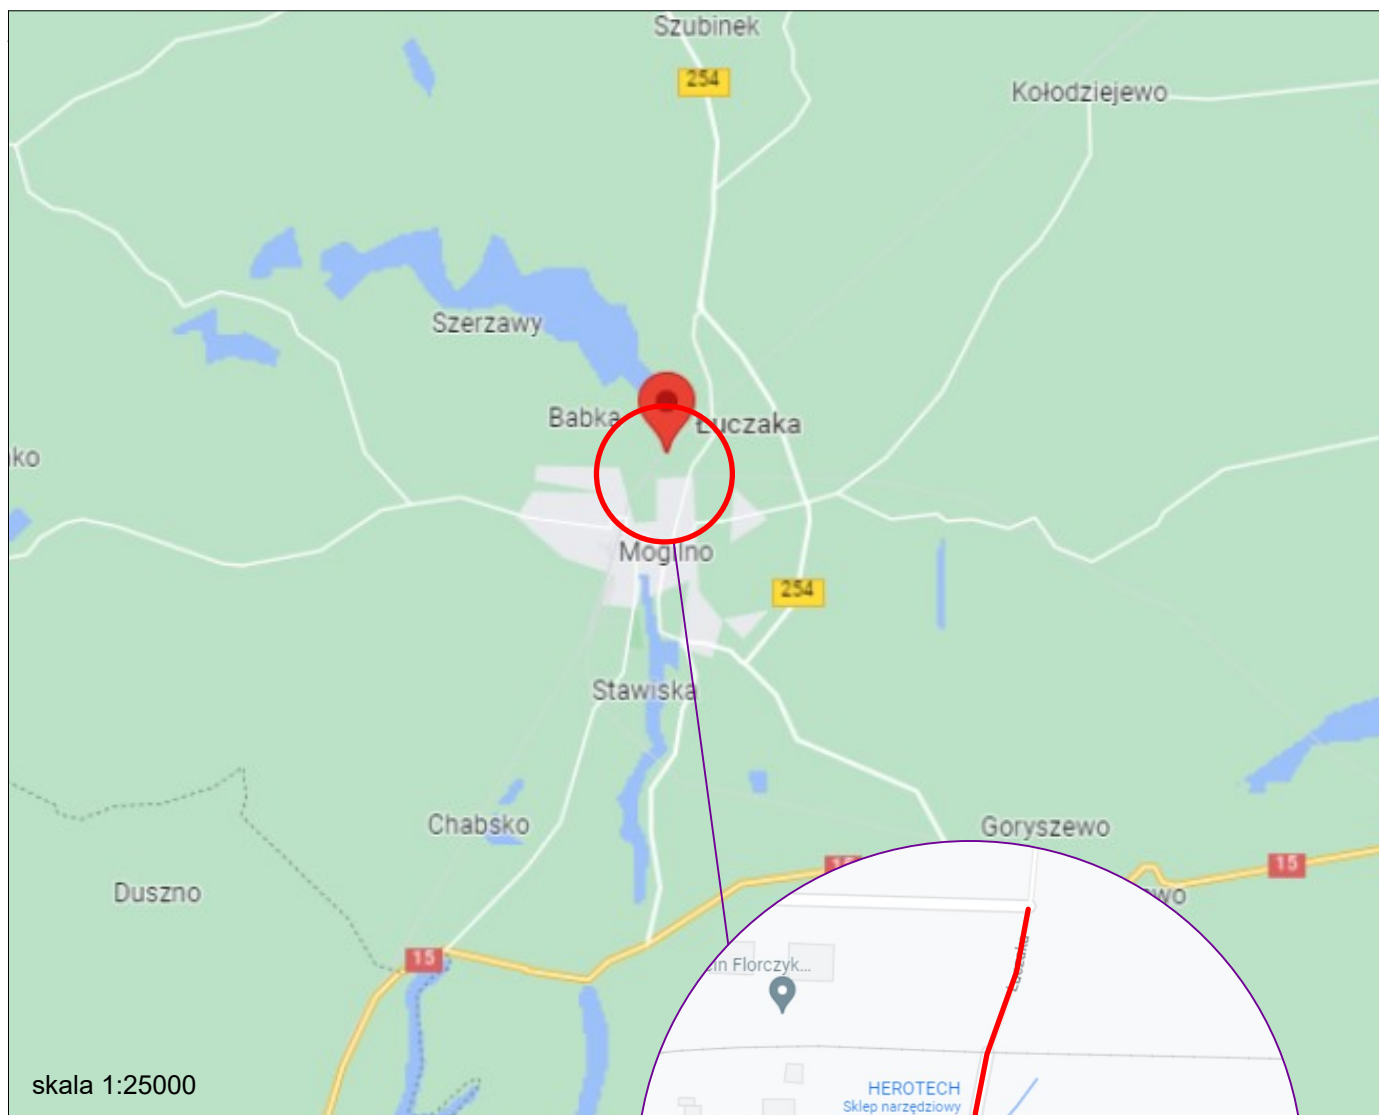 Szubinek
254
Kołodziejewo
Szerzawy
Babka
Łuczaka
Mogilno
254
Stawiska
Chabsko
Goryszewo
15
Duszno
15
Florczyk...
Łuczaka
HEROTECH
Sklep narzędziowy
skala 1:25000